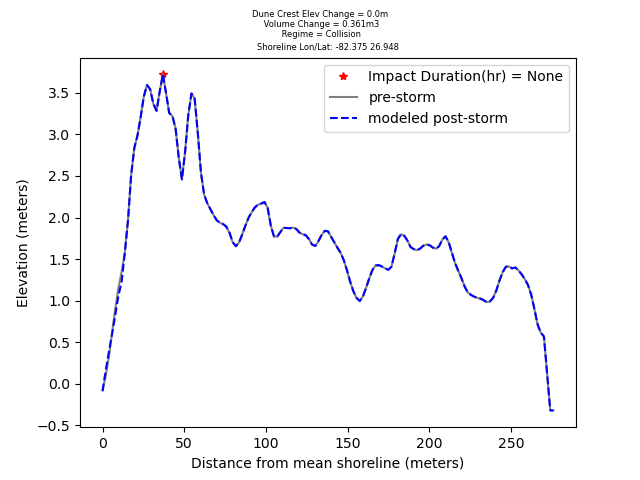 Dune Crest Elev Change = 0.0m
Volume Change = 0.361m3
Regime = Collision
Shoreline Lon/Lat: -82.375 26.948
Impact Duration(hr) = None
pre-storm
modeled post-storm
3.5
3.0
2.5
2.0
1.5
1.0
0.5
0.0
−0.5
Elevation (meters)
0 50 100 150 200 250
Distance from mean shoreline (meters)